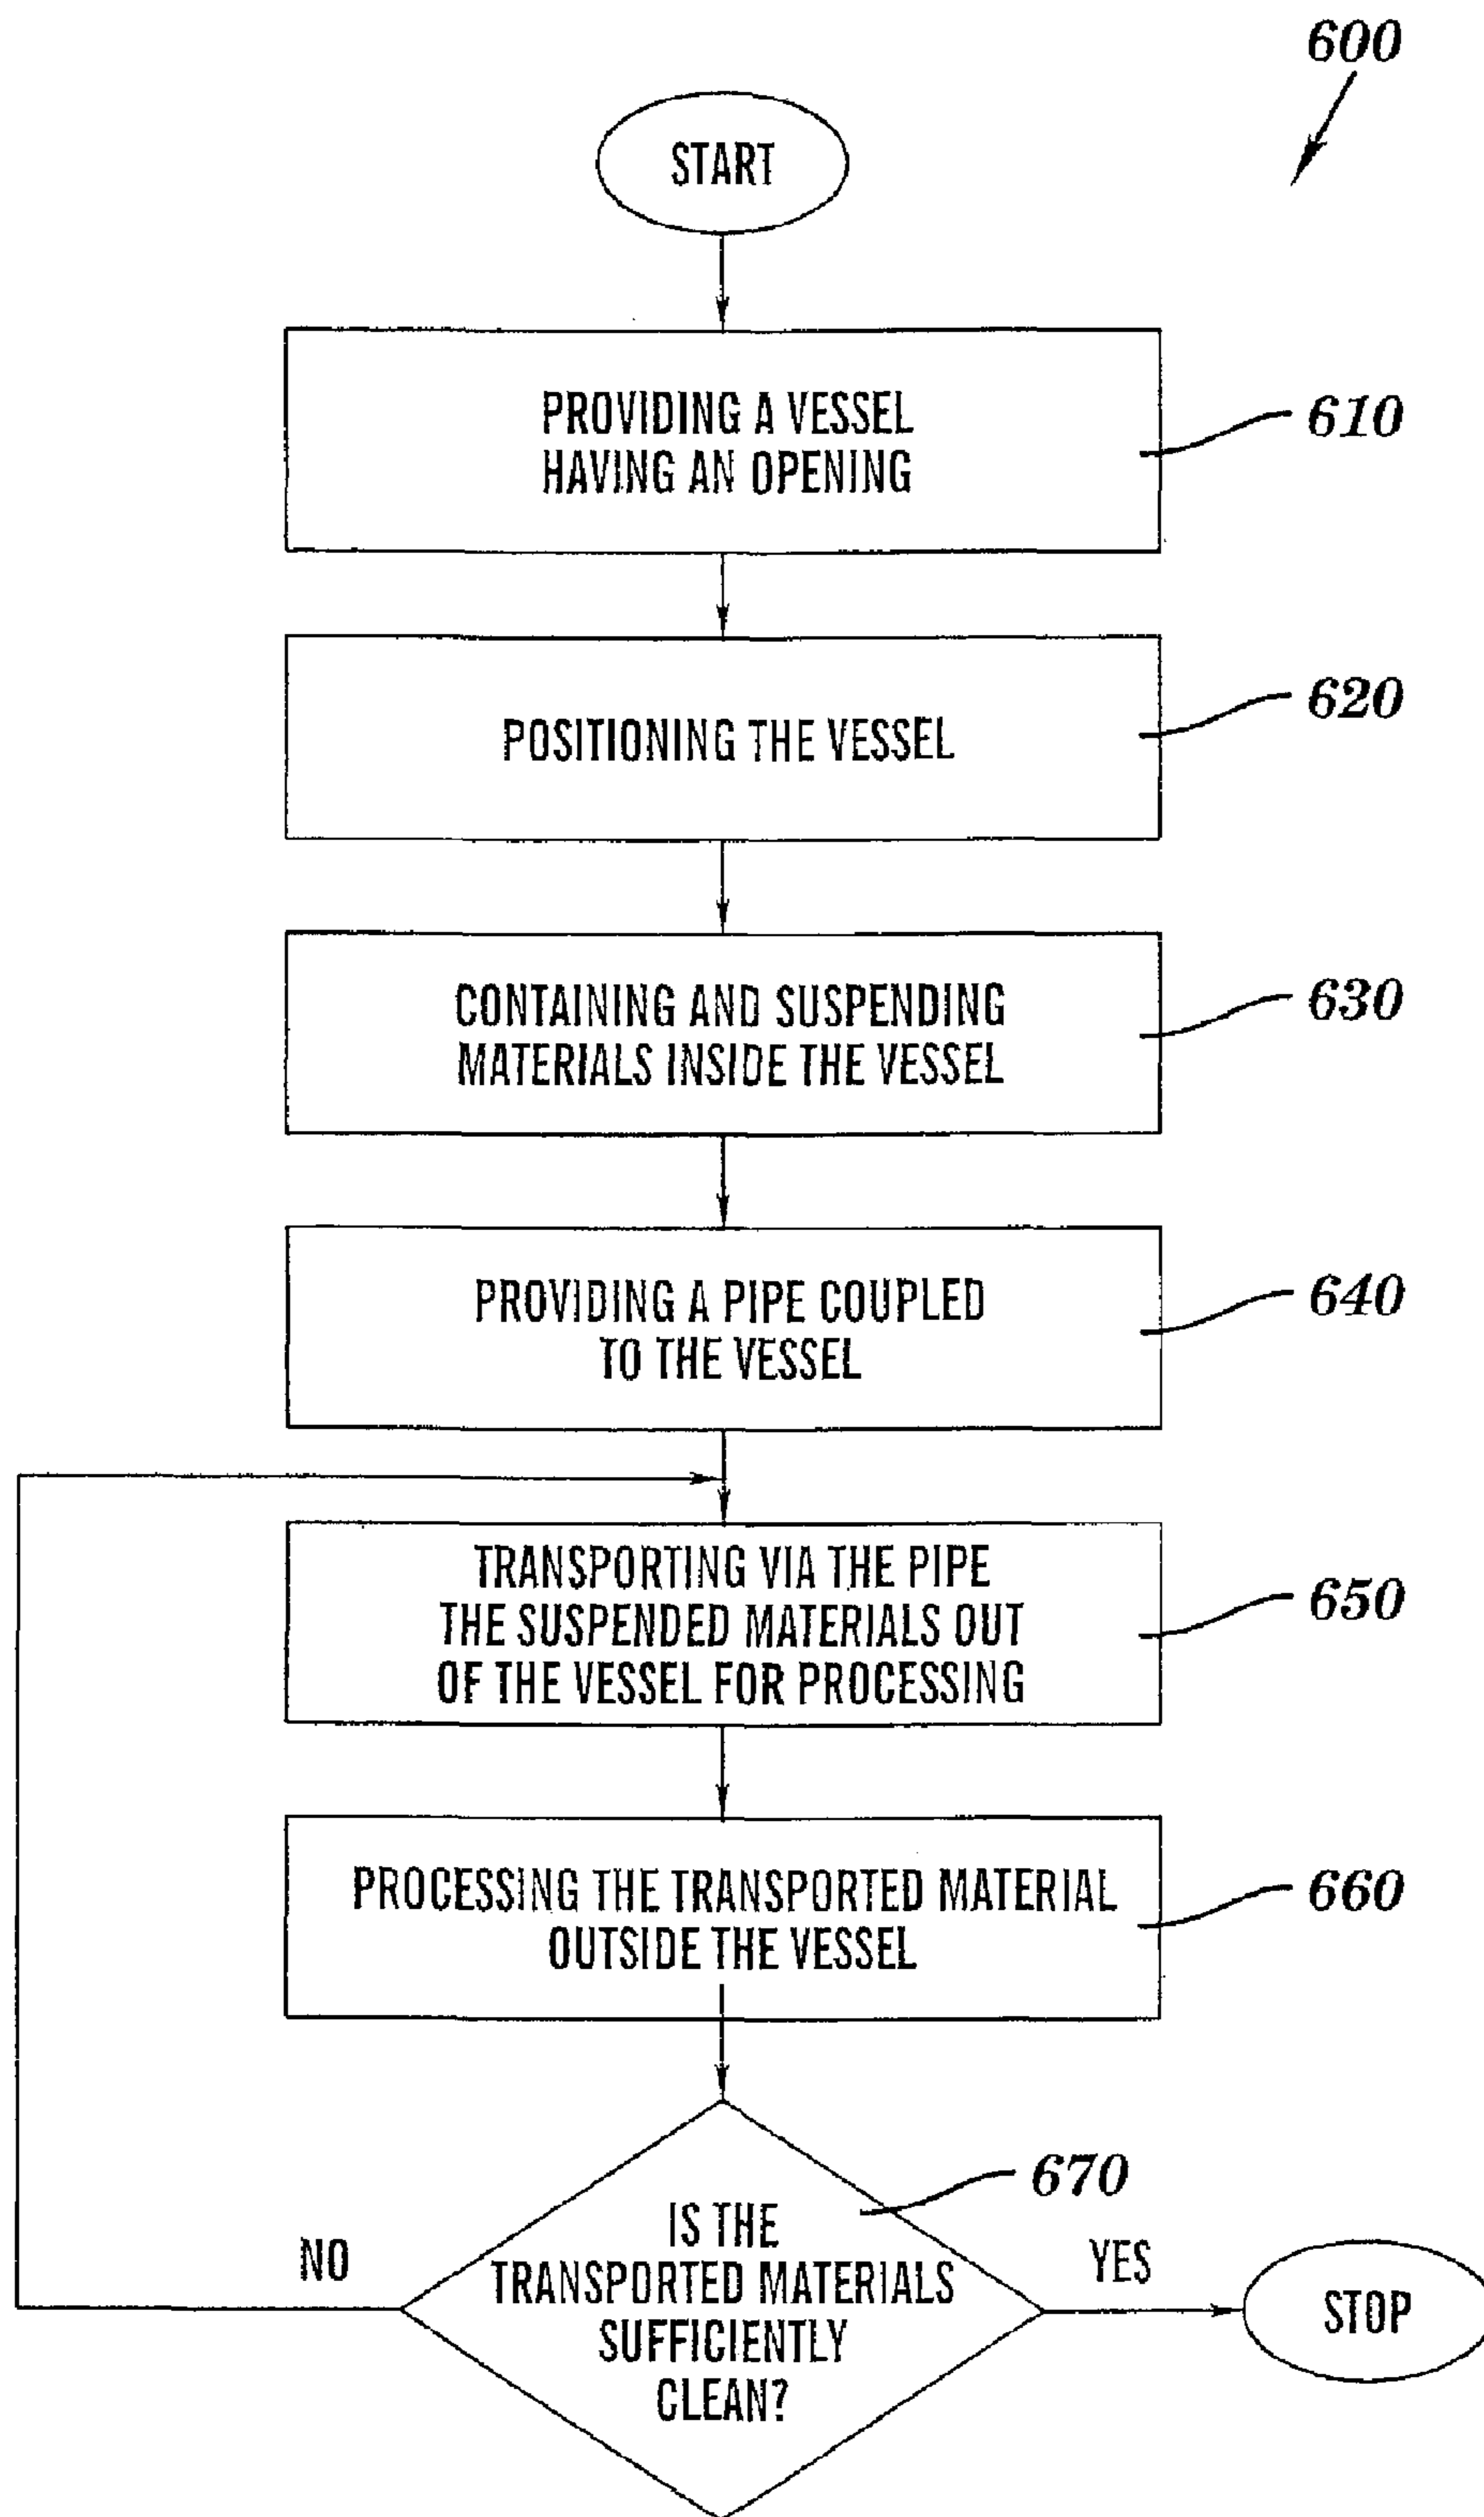 600
START
PROVIDING A VESSEL
HAVING AN OPENING
610
POSITIONING THE VESSEL
620
CONTAINING AND SUSPENDING
MATERIALS INSIDE THE VESSEL
630
PROVIDING A PIPE COUPLED
TO THE VESSEL
640
TRANSPORTING VIA THE PIPE
THE SUSPENDED MATERIALS OUT
OF THE VESSEL FOR PROCESSING
650
PROCESSING THE TRANSPORTED MATERIAL
OUTSIDE THE VESSEL
660
670
IS THE
TRANSPORTED MATERIALS
SUFFICIENTLY
CLEAN?
NO
YES
STOP